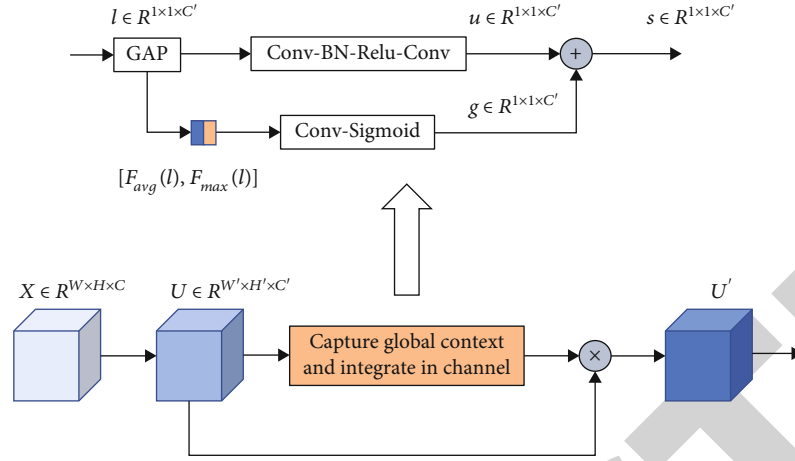 l ∈ R^{1×1×C'}
u ∈ R^{1×1×C'}
s ∈ R^{1×1×C'}
GAP
Conv-BN-Relu-Conv
+
g ∈ R^{1×1×C'}
Conv-Sigmoid
[F_{avg}(l), F_{max}(l)]
X ∈ R^{W×H×C}
U ∈ R^{W'×H'×C'}
U'
Capture global context
and integrate in channel
×